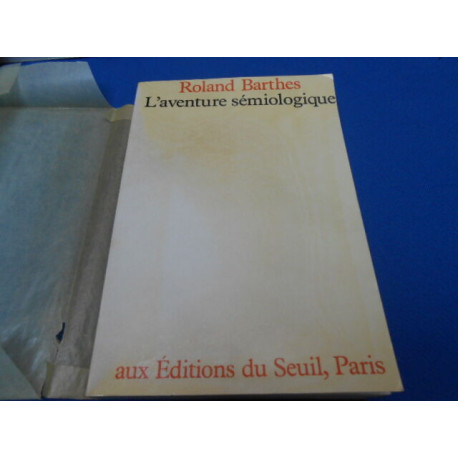 Roland Barthes
L'aventure sémiologique
aux Éditions du Seuil, Paris